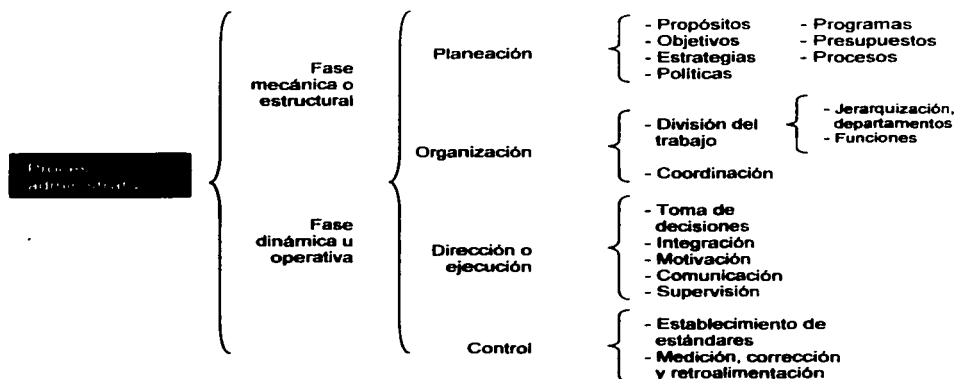 Proceso
administrativo
Fase
mecánica o
estructural
Fase
dinámica u
operativa
Planeación
- Propósitos
- Objetivos
- Estrategias
- Políticas
- Programas
- Presupuestos
- Procesos
Organización
- División del
trabajo
- Coordinación
- Jerarquización,
departamentos
- Funciones
Dirección o
ejecución
- Toma de
decisiones
- Integración
- Motivación
- Comunicación
- Supervisión
Control
- Establecimiento de
estándares
- Medición, corrección
y retroalimentación